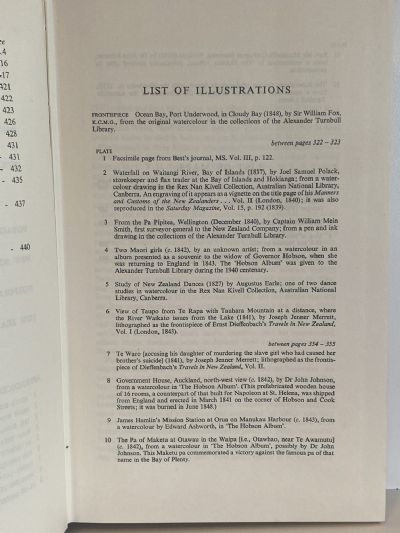 ce
-4
16
-17
421
422
423
426
428
- 431
- 431
- 432
- 435
- 437
- 440
LIST OF ILLUSTRATIONS
FRONTISPIECE Ocean Bay, Port Underwood, in Cloudy Bay (1848), by Sir William Fox,
K.C.M.G., from the original watercolour in the collections of the Alexander Turnbull
Library.
between pages 322 – 323
PLATE
1 Facsimile page from Best's journal, MS. Vol. III, p. 122.
2 Waterfall on Waitangi River, Bay of Islands (1837), by Joel Samuel Polack,
storekeeper and flax trader at the Bay of Islands and Hokianga; from a water-
colour drawing in the Rex Nan Kivell Collection, Australian National Library,
Canberra. An engraving of it appears as a vignette on the title page of his Manners
and Customs of the New Zealanders . . . Vol. II (London, 1840); it was also
reproduced in the Saturday Magazine, Vol. 15, p. 192 (1839).
3 From the Pa Pipitea, Wellington (December 1840), by Captain William Mein
Smith, first surveyor-general to the New Zealand Company; from a pen and ink
drawing in the collections of the Alexander Turnbull Library.
4 Two Maori girls (c. 1842), by an unknown artist; from a watercolour in an
album presented as a souvenir to the widow of Governor Hobson, when she
was returning to England in 1843. The 'Hobson Album' was given to the
Alexander Turnbull Library during the 1940 centenary.
5 Study of New Zealand Dances (1827) by Augustus Earle; one of two dance
studies in watercolour in the Rex Nan Kivell Collection, Australian National
Library, Canberra.
6 View of Taupo from Te Rapa with Tauhara Mountain at a distance, where
the River Waikato issues from the Lake (1841), by Joseph Jenner Merrett,
lithographed as the frontispiece of Ernst Dieffenbach's Travels in New Zealand,
Vol. I (London, 1843).
between pages 354 – 355
7 Te Waro [accusing his daughter of murdering the slave girl who had caused her
brother's suicide] (1841), by Joseph Jenner Merrett; lithographed as the frontis-
piece of Dieffenbach's Travels in New Zealand, Vol. II.
8 Government House, Auckland, north-west view (c. 1842), by Dr John Johnson,
from a watercolour in 'The Hobson Album'. (This prefabricated wooden house
of 16 rooms, a counterpart of that built for Napoleon at St. Helena, was shipped
from England and erected in March 1841 on the corner of Hobson and Cook
Streets; it was burned in June 1848.)
9 James Hamlin's Mission Station at Orua on Manukau Harbour (c. 1843), from
a watercolour by Edward Ashworth, in 'The Hobson Album'.
10 The Pa of Maketu at Otawau in the Waipa [i.e., Otawhao, near Te Awamutu]
(c. 1842), from a watercolour in 'The Hobson Album', possibly by Dr John
Johnson. This Maketu pa commemorated a victory against the famous pa of that
name in the Bay of Plenty.